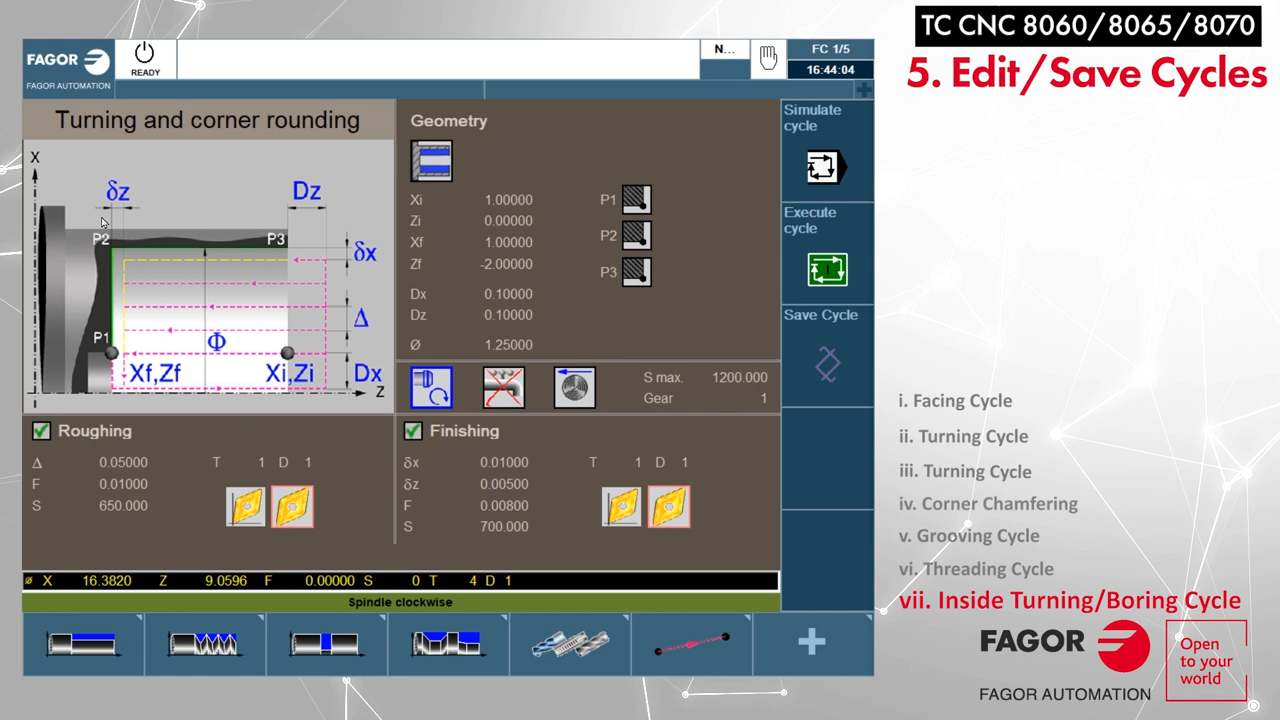 TC CNC 8060/8065/8070
5. Edit/Save Cycles
FAGOR
FAGOR AUTOMATION
READY
N...
FC 1/5
16:44:04
Turning and corner rounding
X
δz
Dz
P2
P3
δx
Δ
P1
Φ
Xf,Zf
Xi,Zi
Dx
Z
Geometry
Xi 1.00000 P1
Zi 0.00000
Xf 1.00000 P2
Zf -2.00000 P3
Dx 0.10000
Dz 0.10000
Ø 1.25000
S max. 1200.000
Gear 1
Simulate
cycle
Execute
cycle
Save Cycle
Roughing
Δ 0.05000 T 1 D 1
F 0.01000
S 650.000
Finishing
δx 0.01000 T 1 D 1
δz 0.00500
F 0.00800
S 700.000
ø X 16.3820 Z 9.0596 F 0.00000 S 0 T 4 D 1
Spindle clockwise
i. Facing Cycle
ii. Turning Cycle
iii. Turning Cycle
iv. Corner Chamfering
v. Grooving Cycle
vi. Threading Cycle
vii. Inside Turning/Boring Cycle
FAGOR
FAGOR AUTOMATION
Open
to your
world